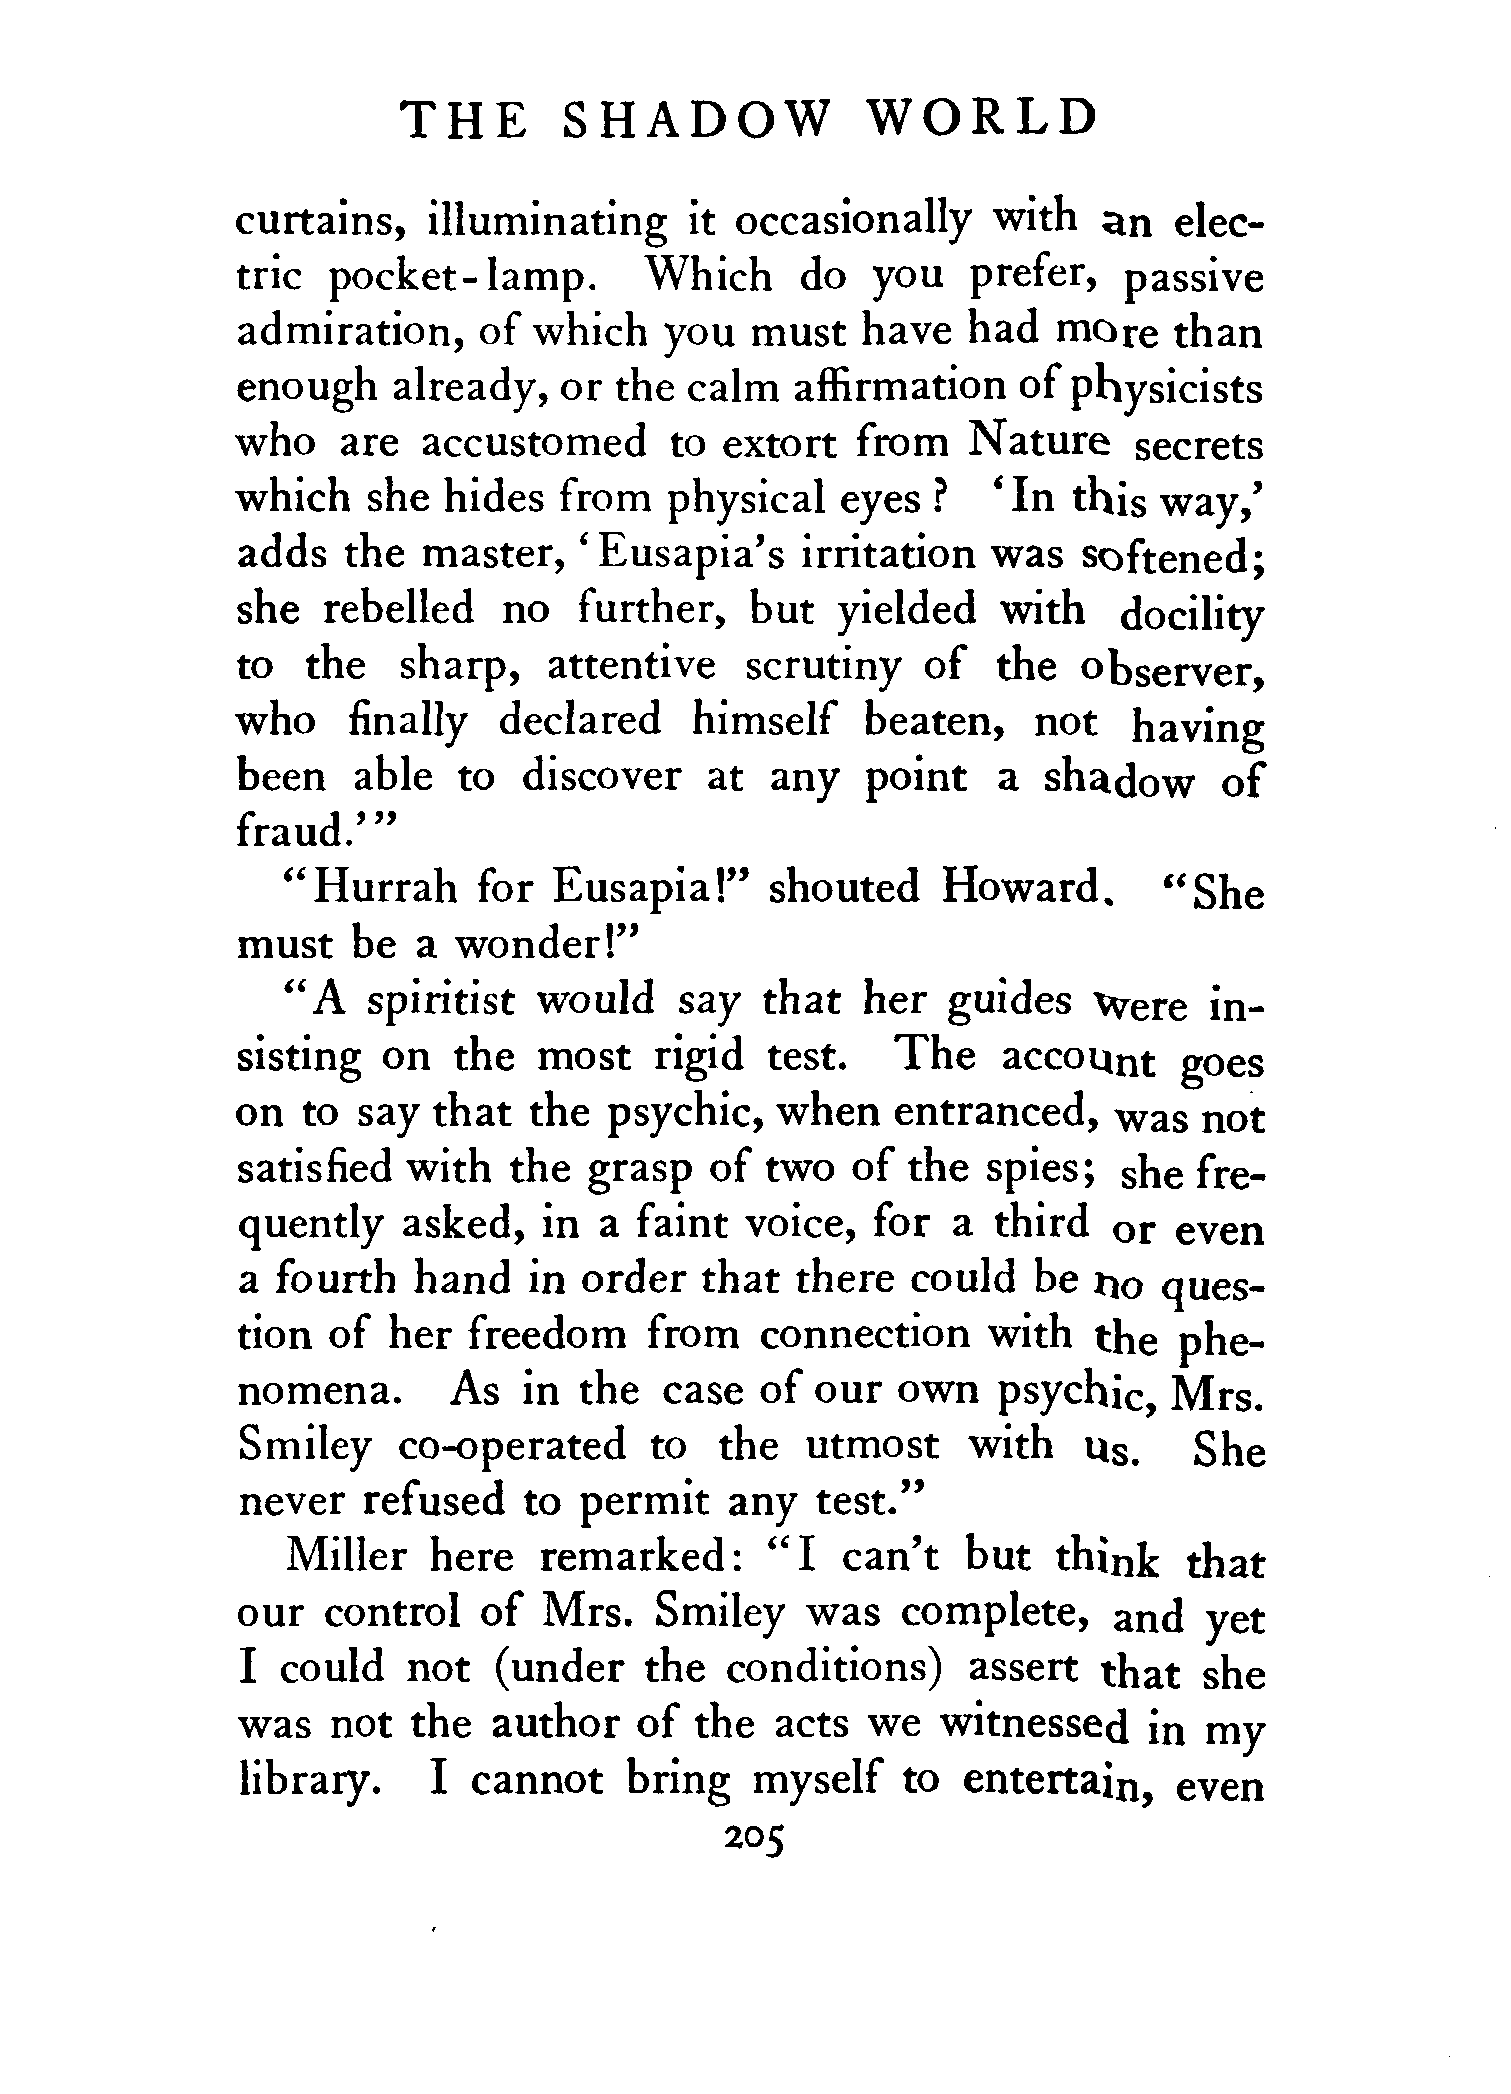 THE SHADOW WORLD
curtains, illuminating it occasionally with an elec-
tric pocket-lamp. Which do you prefer, passive
admiration, of which you must have had more than
enough already, or the calm affirmation of physicists
who are accustomed to extort from Nature secrets
which she hides from physical eyes? ‘In this way,’
adds the master, ‘Eusapia’s irritation was softened;
she rebelled no further, but yielded with docility
to the sharp, attentive scrutiny of the observer,
who finally declared himself beaten, not having
been able to discover at any point a shadow of
fraud.’”
“Hurrah for Eusapia!” shouted Howard. “She
must be a wonder!”
“A spiritist would say that her guides were in-
sisting on the most rigid test. The account goes
on to say that the psychic, when entranced, was not
satisfied with the grasp of two of the spies; she fre-
quently asked, in a faint voice, for a third or even
a fourth hand in order that there could be no ques-
tion of her freedom from connection with the phe-
nomena. As in the case of our own psychic, Mrs.
Smiley co-operated to the utmost with us. She
never refused to permit any test.”
Miller here remarked: “I can’t but think that
our control of Mrs. Smiley was complete, and yet
I could not (under the conditions) assert that she
was not the author of the acts we witnessed in my
library. I cannot bring myself to entertain, even
205